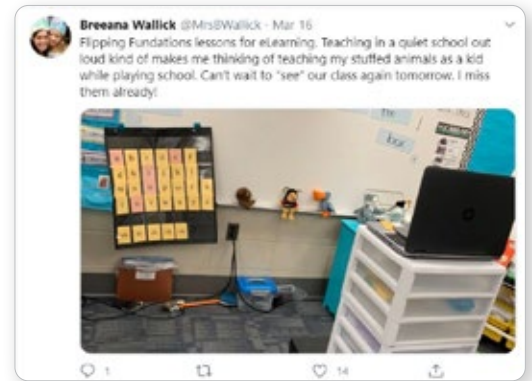 Breeana Wallick @MrsBWallick · Mar 16
Flipping Fundations lessons for eLearning. Teaching in a quiet school out
loud kind of makes me thinking of teaching my stuffed animals as a kid
while playing school. Can't wait to "see" our class again tomorrow. I miss
them already!
1
14